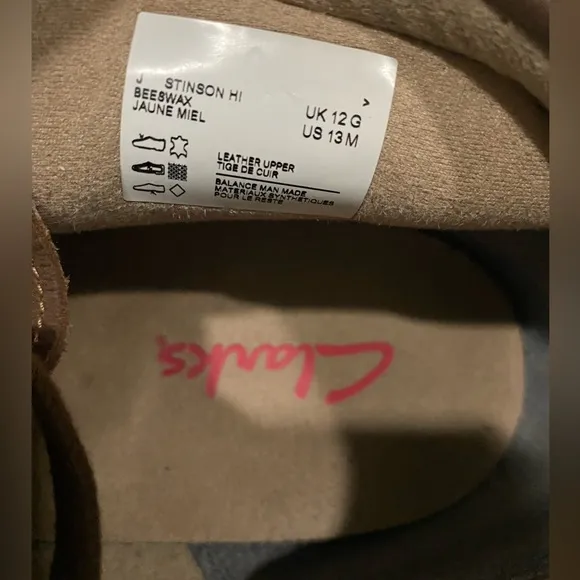 J STINSON HI
BEESWAX
JAUNE MIEL
>
UK 12 G
US 13 M
LEATHER UPPER
TIGE DE CUIR
BALANCE MAN MADE
MATERIAUX SYNTHETIQUES
POUR LE RESTE
Clarks